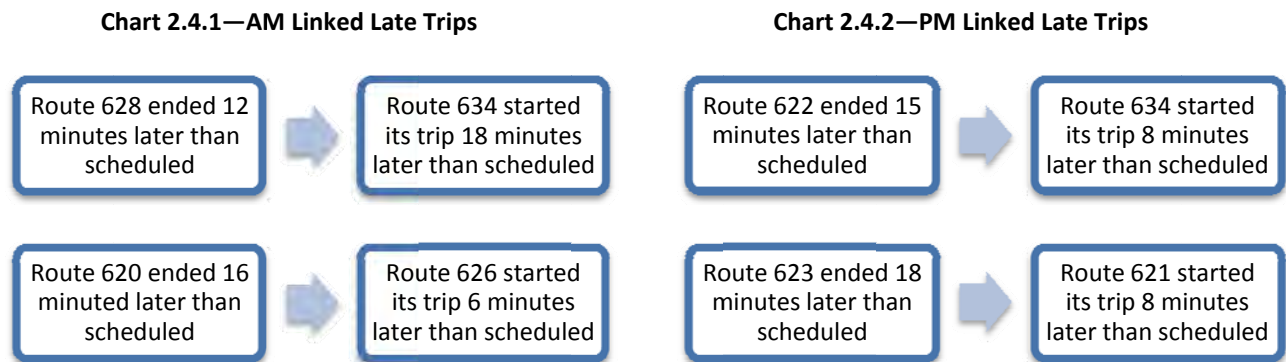 Chart 2.4.1—AM Linked Late Trips
Route 628 ended 12
minutes later than
scheduled
Route 634 started
its trip 18 minutes
later than scheduled
Route 620 ended 16
minuted later than
scheduled
Route 626 started
its trip 6 minutes
later than scheduled
Chart 2.4.2—PM Linked Late Trips
Route 622 ended 15
minutes later than
scheduled
Route 634 started
its trip 8 minutes
later than scheduled
Route 623 ended 18
minutes later than
scheduled
Route 621 started
its trip 8 minutes
later than scheduled